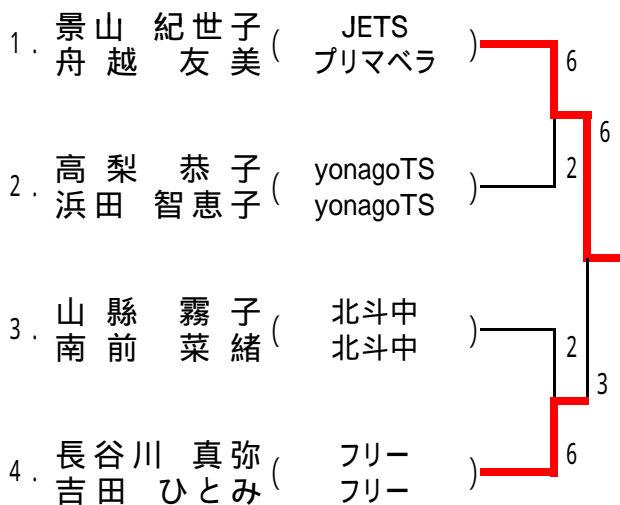 1. 景山 紀世子 ( JETS ) 6
舟越 友美 プリマベラ
6
2. 高梨 恭子 ( yonagoTS ) 2
浜田 智恵子 yonagoTS
3. 山縣 霧子 ( 北斗中 ) 2
南前 菜緒 北斗中
3
4. 長谷川 真弥 ( フリー ) 6
吉田 ひとみ フリー